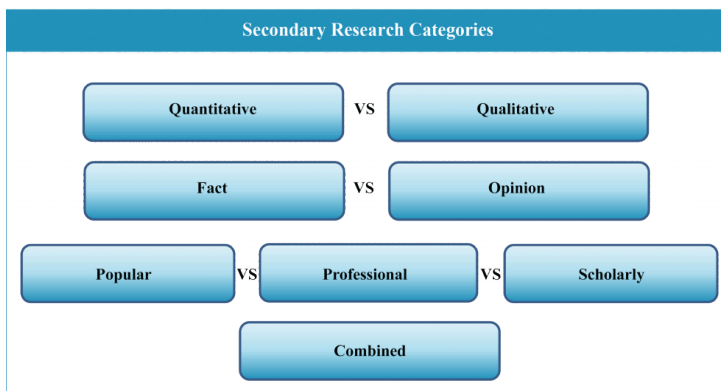 Secondary Research Categories
Quantitative VS Qualitative
Fact VS Opinion
Popular VS Professional VS Scholarly
Combined